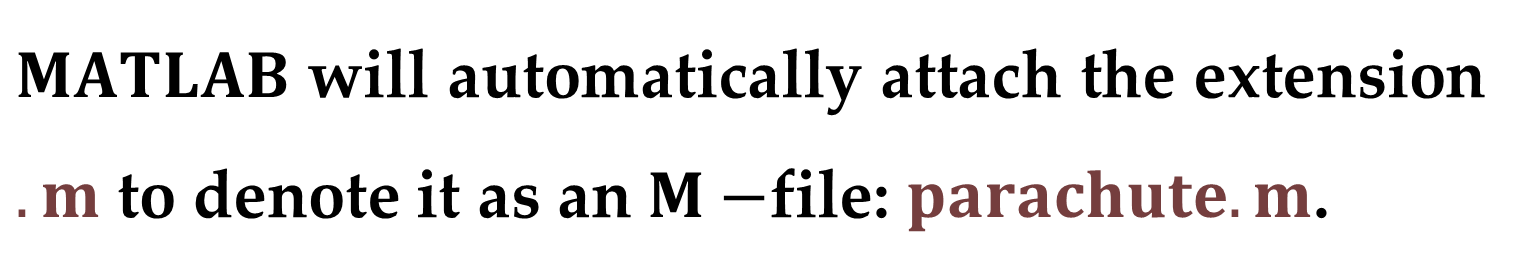 MATLAB will automatically attach the extension
. m to denote it as an M −file: parachute. m.